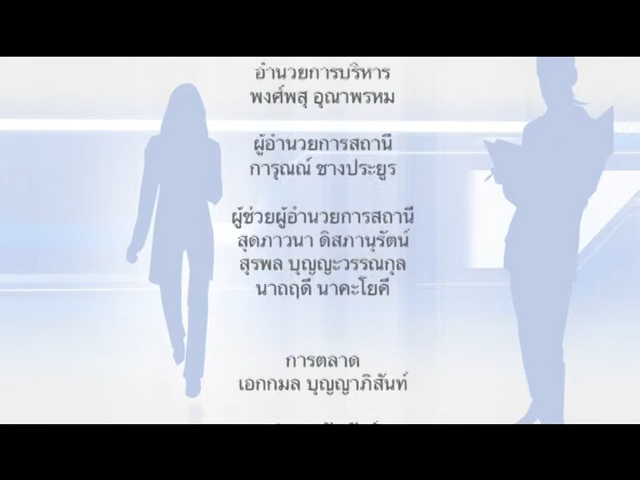 อำนวยการบริหาร
พงศ์พสุ อุณาพรหม
ผู้อำนวยการสถานี
การุณณ์ ชางประยูร
ผู้ช่วยผู้อำนวยการสถานี
สุดภาวนา ดิสภานุรัตน์
สุรพล บุญญะวรรณกุล
นาถฤดี นาคะโยคี
การตลาด
เอกกมล บุญญาภิสันท์